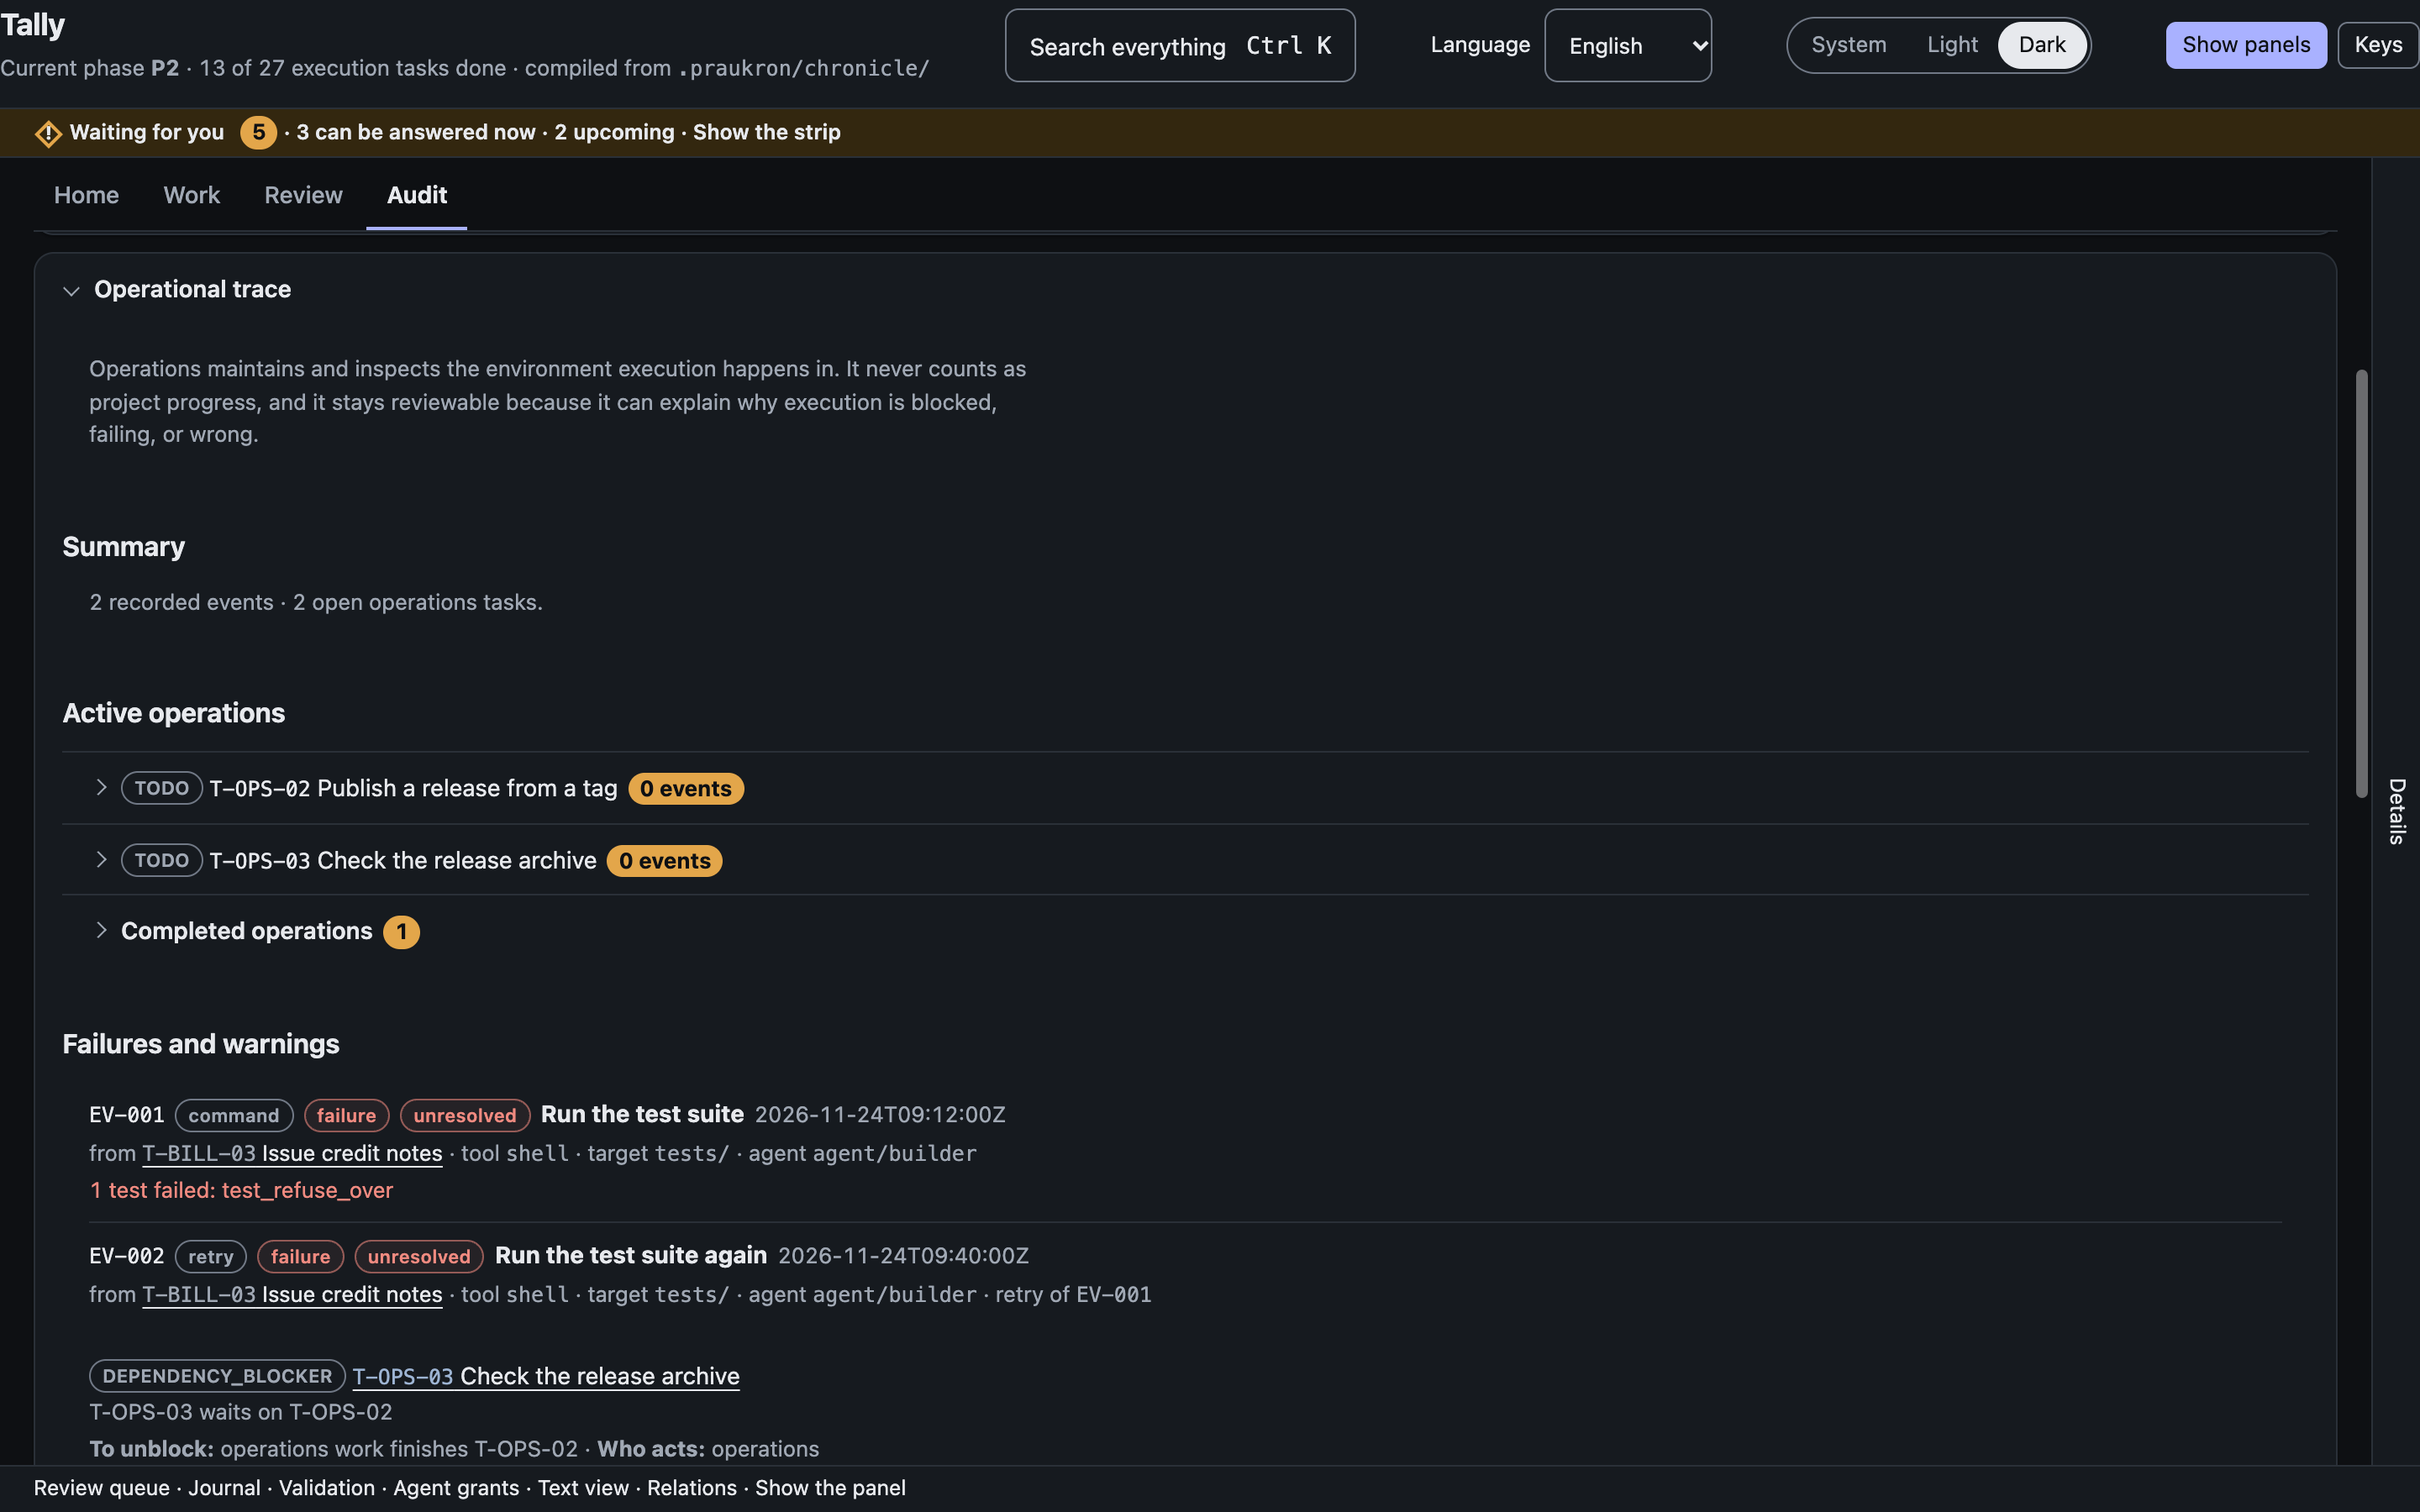 Tally
Current phase P2 · 13 of 27 execution tasks done · compiled from .praukron/chronicle/
Search everything Ctrl K
Language
English
System
Light
Dark
Show panels
Keys
Waiting for you 5 · 3 can be answered now · 2 upcoming · Show the strip
Home
Work
Review
Audit
Operational trace
Operations maintains and inspects the environment execution happens in. It never counts as
project progress, and it stays reviewable because it can explain why execution is blocked,
failing, or wrong.
Summary
2 recorded events · 2 open operations tasks.
Active operations
TODO T-OPS-02 Publish a release from a tag 0 events
TODO T-OPS-03 Check the release archive 0 events
Completed operations 1
Details
Failures and warnings
EV-001 command failure unresolved Run the test suite 2026-11-24T09:12:00Z
from T-BILL-03 Issue credit notes · tool shell · target tests/ · agent agent/builder
1 test failed: test_refuse_over
EV-002 retry failure unresolved Run the test suite again 2026-11-24T09:40:00Z
from T-BILL-03 Issue credit notes · tool shell · target tests/ · agent agent/builder · retry of EV-001
DEPENDENCY_BLOCKER T-OPS-03 Check the release archive
T-OPS-03 waits on T-OPS-02
To unblock: operations work finishes T-OPS-02 · Who acts: operations
Review queue · Journal · Validation · Agent grants · Text view · Relations · Show the panel